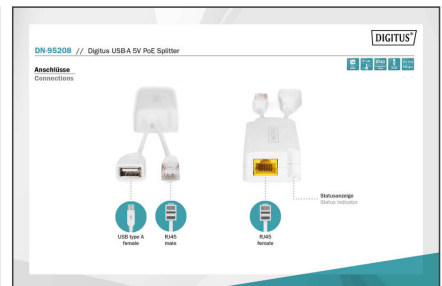 DIGITUS®
DN-95208 // Digitus USB-A 5V PoE Splitter
Anschlüsse
Connections
Statusanzeige
Status indicator
USB type A
female
RJ45
male
RJ45
female